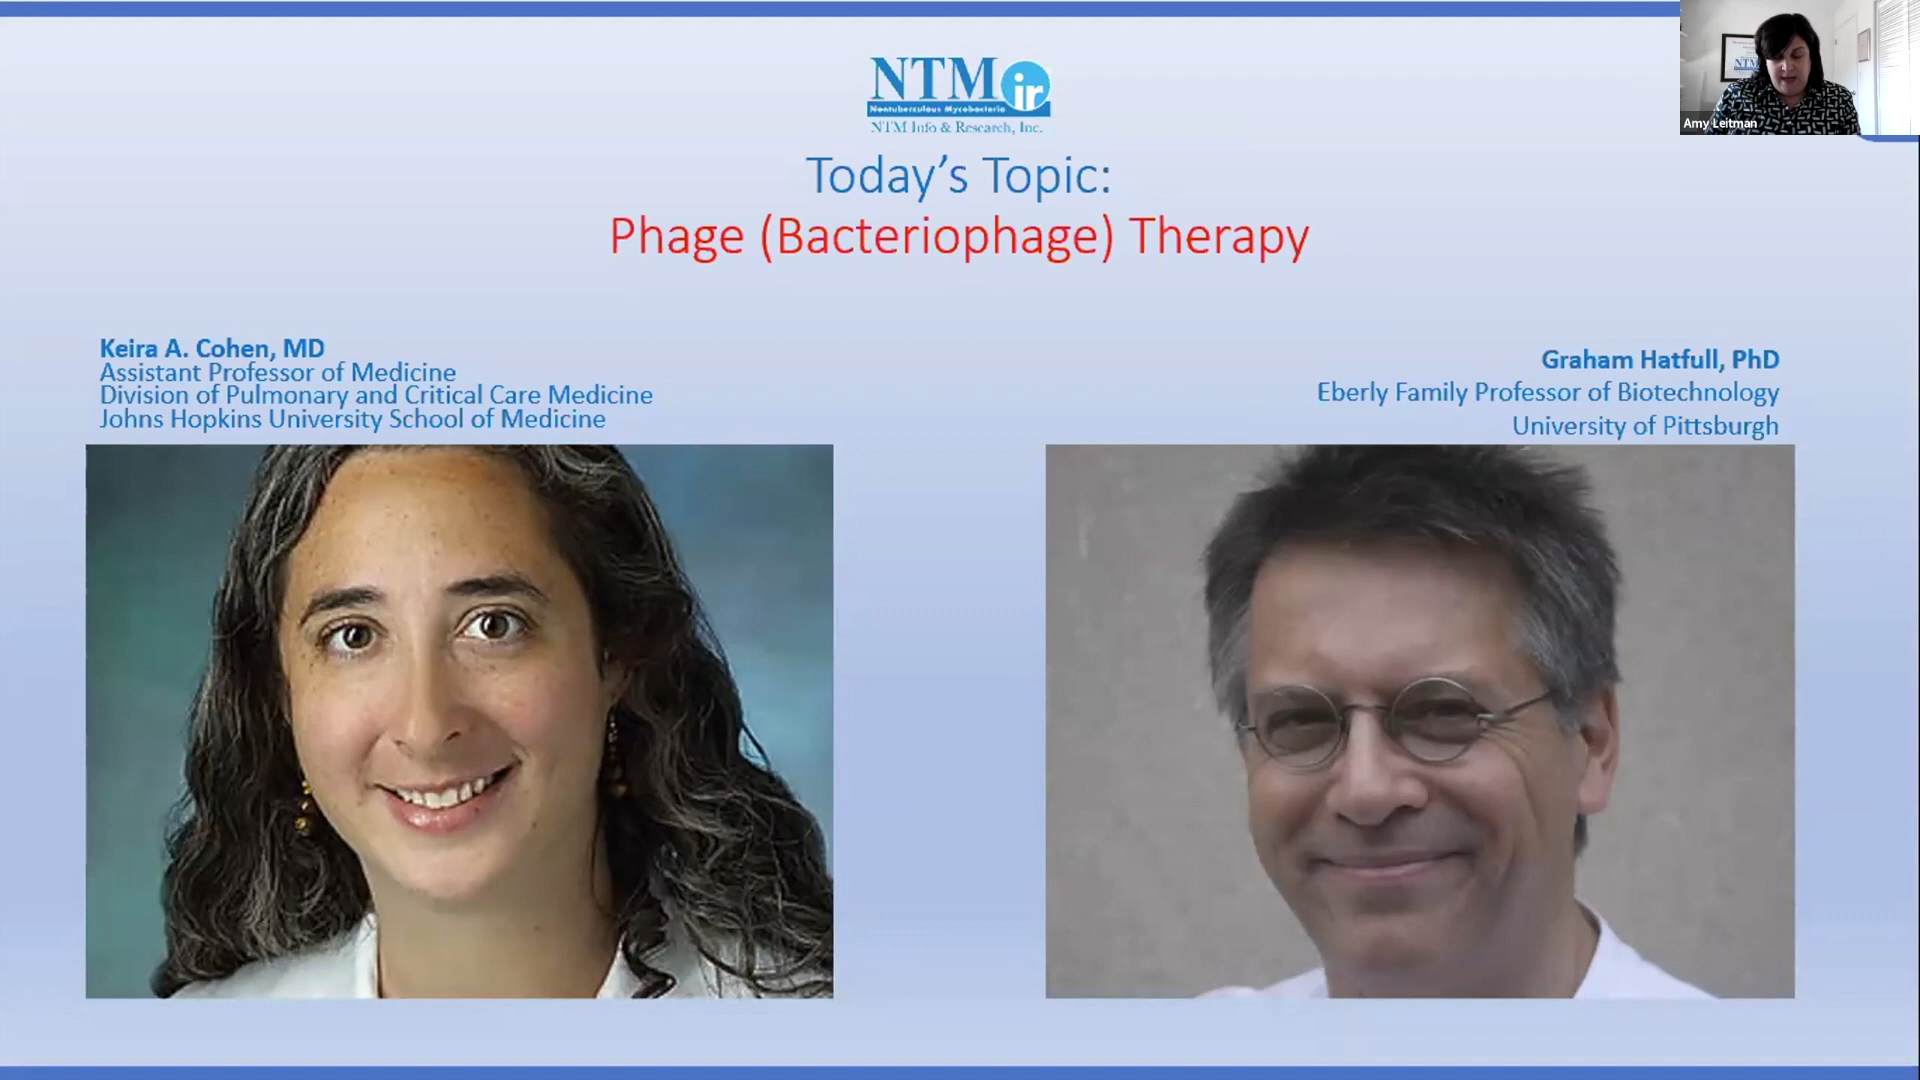 NTMir
Nontuberculous Mycobacteria
NTM Info & Research, Inc.
NTM
Amy Leitman
Today’s Topic:
Phage (Bacteriophage) Therapy
Keira A. Cohen, MD
Assistant Professor of Medicine
Division of Pulmonary and Critical Care Medicine
Johns Hopkins University School of Medicine
Graham Hatfull, PhD
Eberly Family Professor of Biotechnology
University of Pittsburgh